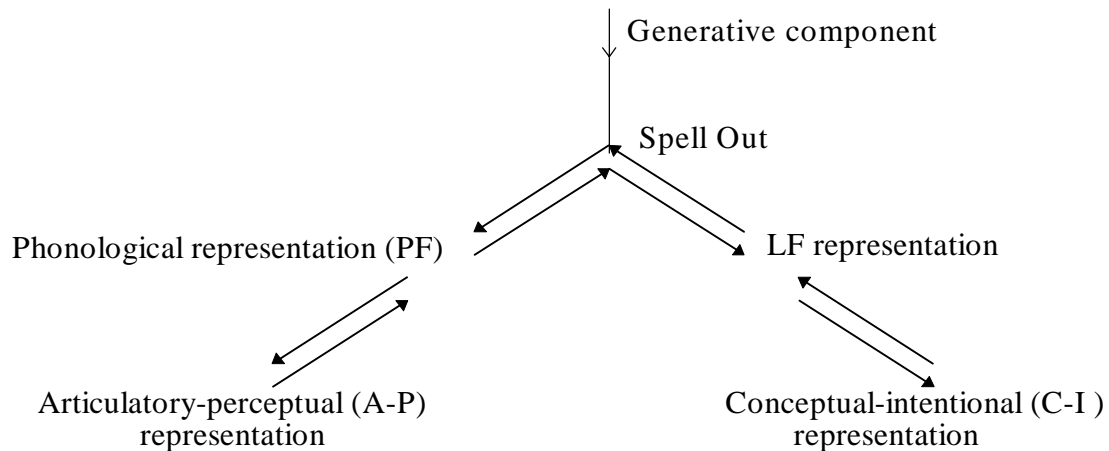 Generative component
Spell Out
Phonological representation (PF)
LF representation
Articulatory-perceptual (A-P)
representation
Conceptual-intentional (C-I )
representation